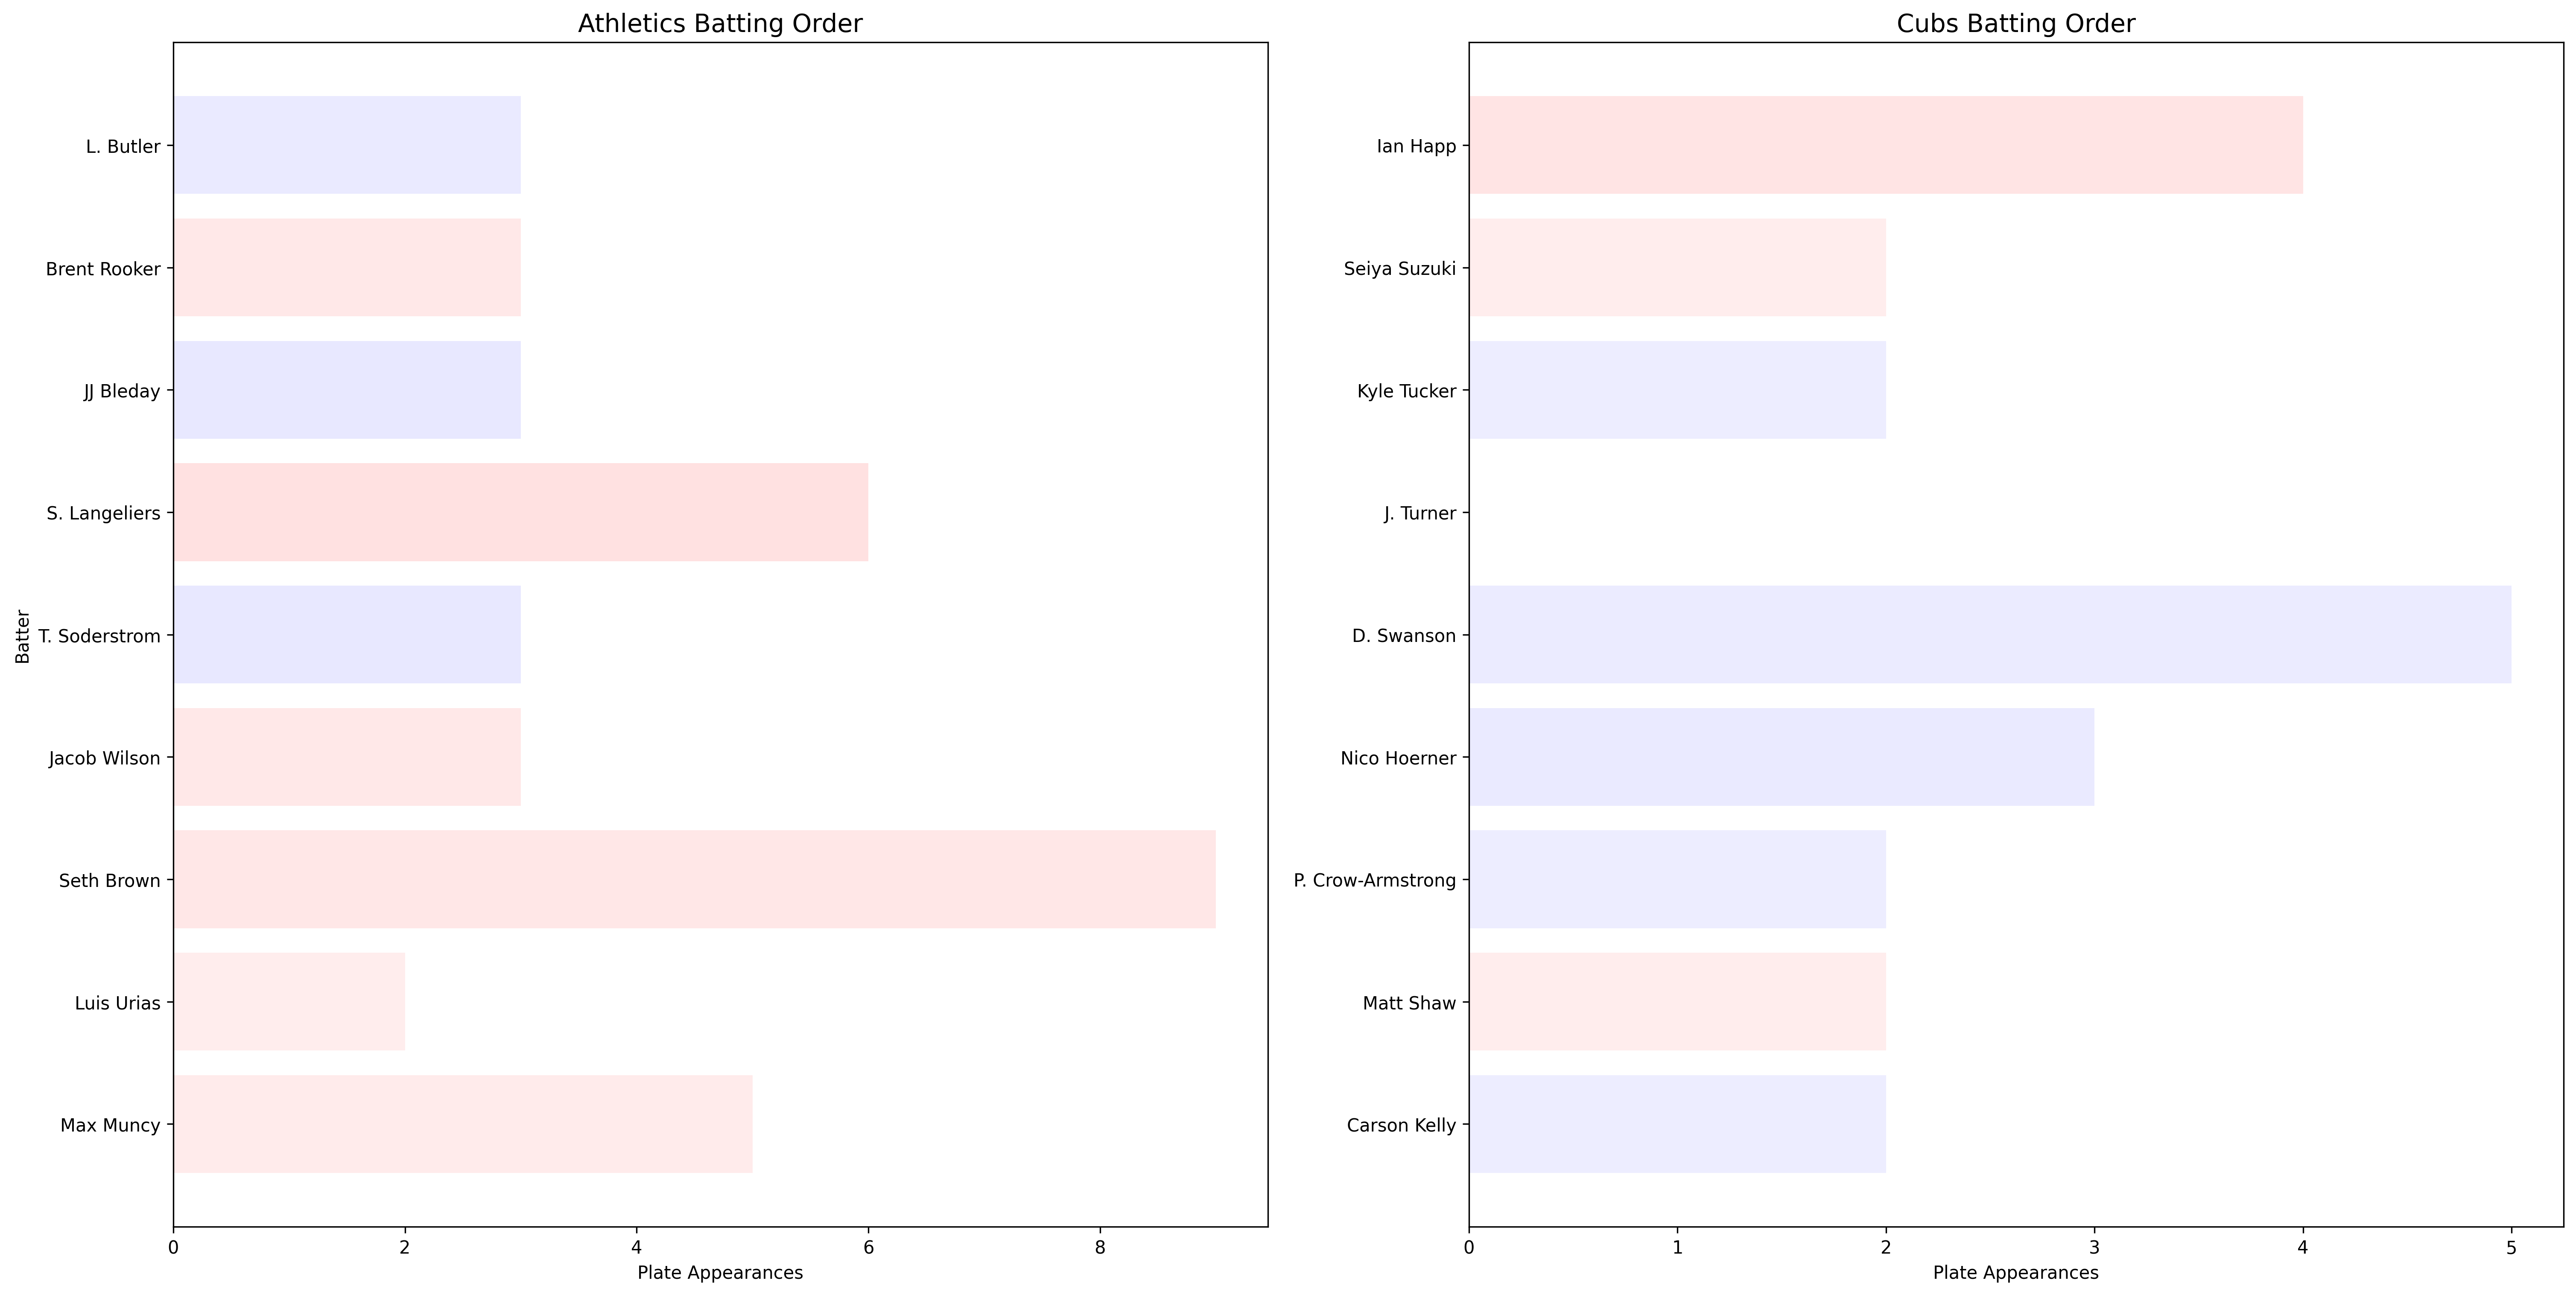 Athletics Batting Order
Batter
L. Butler
Brent Rooker
JJ Bleday
S. Langeliers
T. Soderstrom
Jacob Wilson
Seth Brown
Luis Urias
Max Muncy
0 2 4 6 8
Plate Appearances
Cubs Batting Order
Ian Happ
Seiya Suzuki
Kyle Tucker
J. Turner
D. Swanson
Nico Hoerner
P. Crow-Armstrong
Matt Shaw
Carson Kelly
0 1 2 3 4 5
Plate Appearances